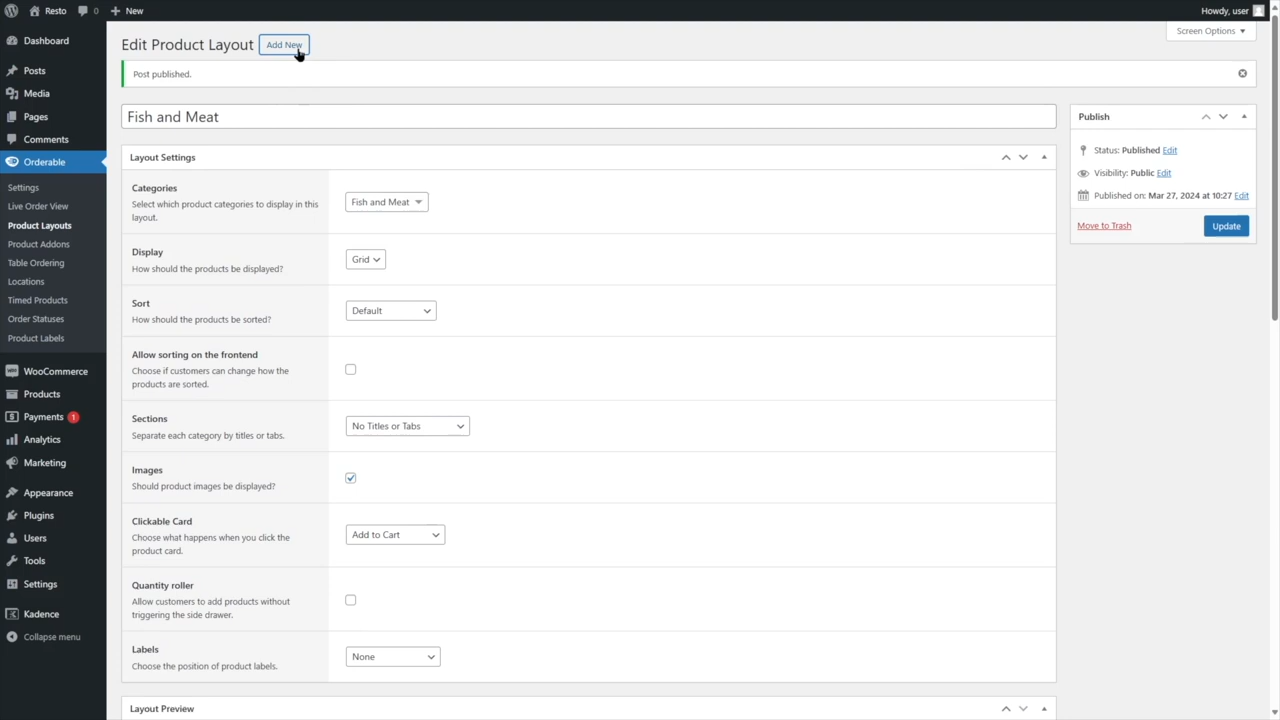 Resto
0
New
Howdy, user
Dashboard
Posts
Media
Pages
Comments
Orderable
Settings
Live Order View
Product Layouts
Product Addons
Table Ordering
Locations
Timed Products
Order Statuses
Product Labels
WooCommerce
Products
Payments 1
Analytics
Marketing
Appearance
Plugins
Users
Tools
Settings
Kadence
Collapse menu
Screen Options
Edit Product Layout
Add New
Post published.
Fish and Meat
Layout Settings
Categories
Select which product categories to display in this
layout.
Fish and Meat
Display
How should the products be displayed?
Grid
Sort
How should the products be sorted?
Default
Allow sorting on the frontend
Choose if customers can change how the
products are sorted.
Sections
Separate each category by titles or tabs.
No Titles or Tabs
Images
Should product images be displayed?
Clickable Card
Choose what happens when you click the
product card.
Add to Cart
Quantity roller
Allow customers to add products without
triggering the side drawer.
Labels
Choose the position of product labels.
None
Layout Preview
Publish
Status: Published Edit
Visibility: Public Edit
Published on: Mar 27, 2024 at 10:27 Edit
Move to Trash
Update